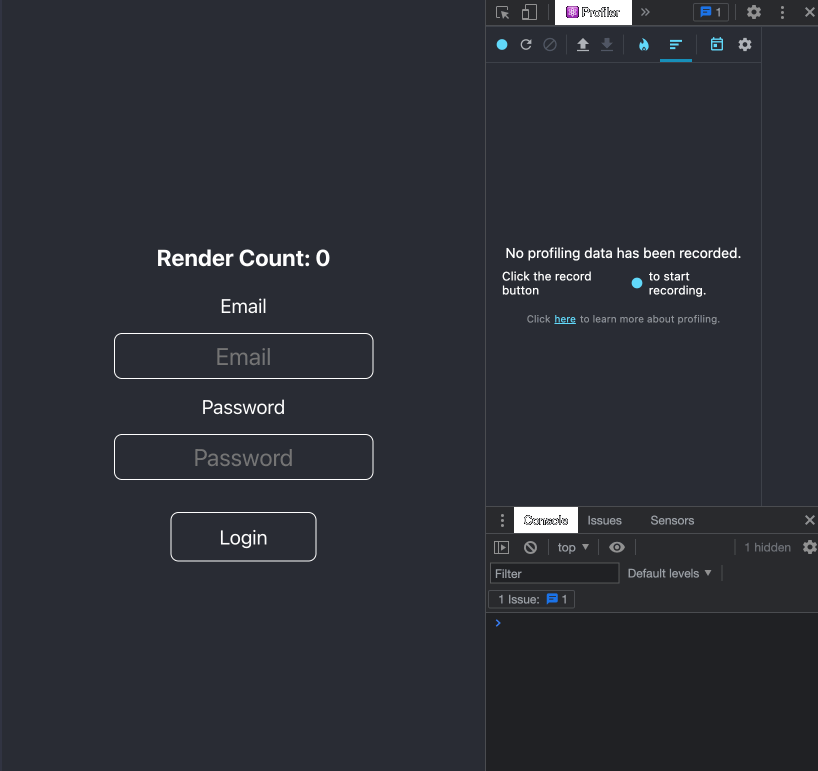 Render Count: 0
Email
Email
Password
Password
Login
Profiler
1
No profiling data has been recorded.
Click the record button
to start recording.
Click here to learn more about profiling.
Console Issues Sensors
top 1 hidden
Filter Default levels
1 Issue: 1